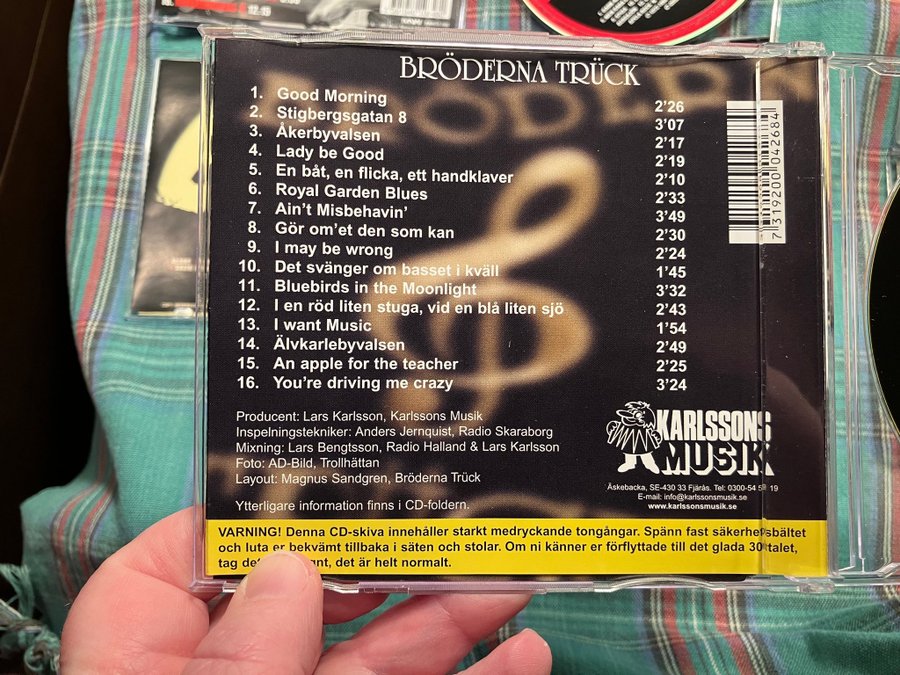 12.
BRÖDERNA TRÜCK
1. Good Morning 2'26
2. Stigbergsgatan 8 3'07
3. Åkerbyvalsen 2'17
4. Lady be Good 2'19
5. En båt, en flicka, ett handklaver 2'10
6. Royal Garden Blues 2'33
7. Ain't Misbehavin' 3'49
8. Gör om'et den som kan 2'30
9. I may be wrong 2'24
10. Det svänger om basset i kväll 1'45
11. Bluebirds in the Moonlight 3'32
12. I en röd liten stuga, vid en blå liten sjö 2'43
13. I want Music 1'54
14. Älvkarlebyvalsen 2'49
15. An apple for the teacher 2'25
16. You're driving me crazy 3'24
7 319200 042684
Producent: Lars Karlsson, Karlssons Musik
Inspelningstekniker: Anders Jernquist, Radio Skaraborg
Mixning: Lars Bengtsson, Radio Halland & Lars Karlsson
Foto: AD-Bild, Trollhättan
Layout: Magnus Sandgren, Bröderna Trück
Ytterligare information finns i CD-foldern.
KARLSSONS
MUSIK
Åskebacka, SE-430 33 Fjärås. Tel: 0300-54 19
E-mail: info@karlssonsmusik.se
www.karlssonsmusik.se
VARNING! Denna CD-skiva innehåller starkt medryckande tongångar. Spänn fast säkerhetsbältet
och luta er bekvämt tillbaka i säten och stolar. Om ni känner er förflyttade till det glada 30-talet,
tag det, det är helt normalt.